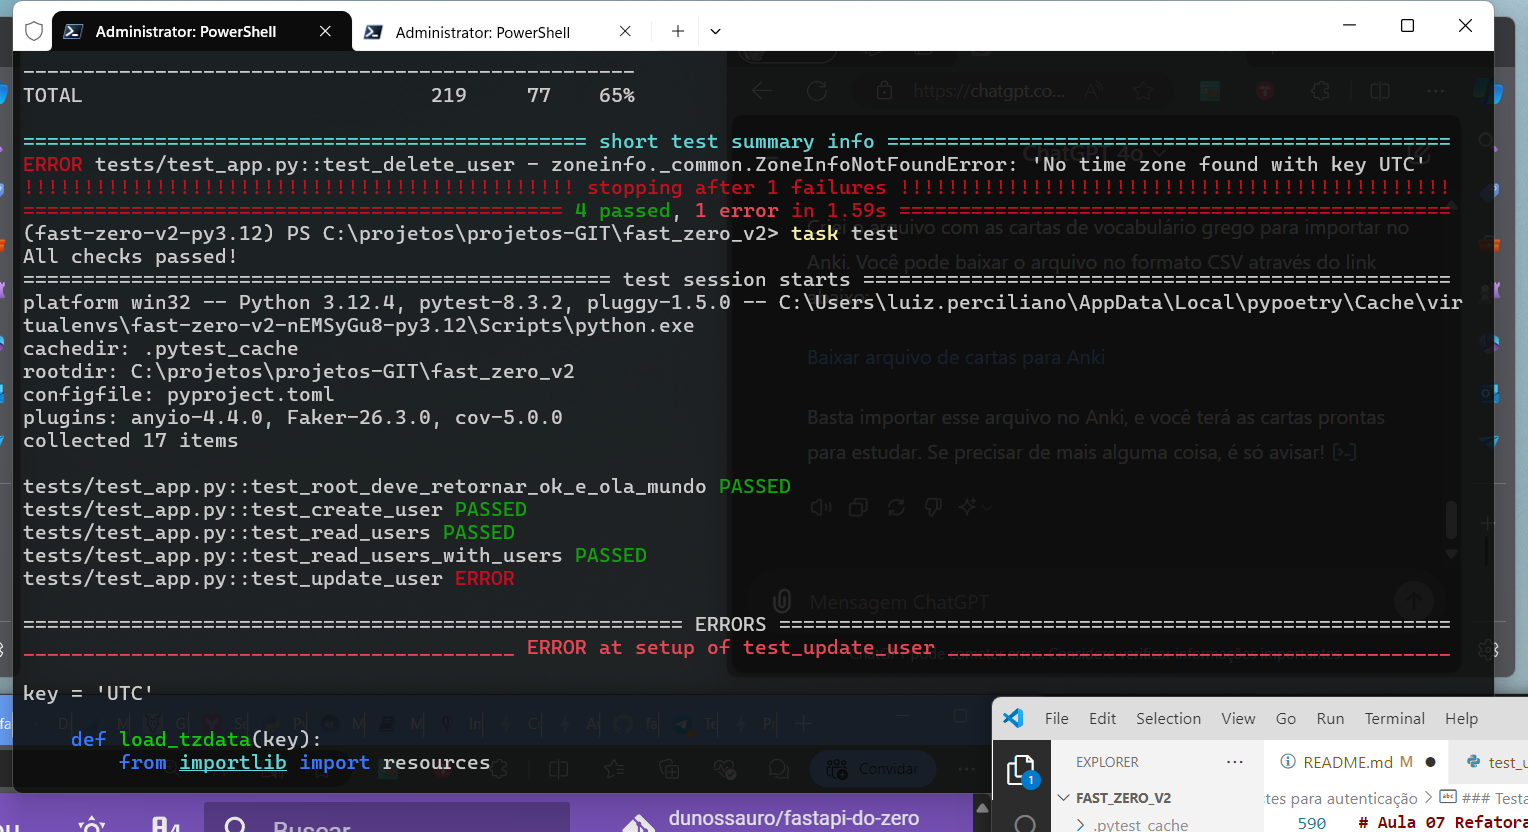 Administrator: PowerShell
Administrator: PowerShell
TOTAL 219 77 65%
https://chatgpt.co...
ChatGPT 4o
=============================================== short test summary info ===============================================
ERROR tests/test_app.py::test_delete_user - zoneinfo._common.ZoneInfoNotFoundError: 'No time zone found with key UTC'
!!!!!!!!!!!!!!!!!!!!!!!!!!!!!!!!!!!!!!!!!!!!!! stopping after 1 failures !!!!!!!!!!!!!!!!!!!!!!!!!!!!!!!!!!!!!!!!!!!!!!
============================================= 4 passed, 1 error in 1.59s ==============================================
(fast-zero-v2-py3.12) PS C:\projetos\projetos-GIT\fast_zero_v2> task test
o arquivo com as cartas de vocabulário grego para importar no
All checks passed!
Anki. Você pode baixar o arquivo no formato CSV através do link
================================================= test session starts =================================================
platform win32 -- Python 3.12.4, pytest-8.3.2, pluggy-1.5.0 -- C:\Users\luiz.perciliano\AppData\Local\pypoetry\Cache\vir
tualenvs\fast-zero-v2-nEMSyGu8-py3.12\Scripts\python.exe
cachedir: .pytest_cache
Baixar arquivo de cartas para Anki
rootdir: C:\projetos\projetos-GIT\fast_zero_v2
configfile: pyproject.toml
plugins: anyio-4.4.0, Faker-26.3.0, cov-5.0.0
Basta importar esse arquivo no Anki, e você terá as cartas prontas
collected 17 items
para estudar. Se precisar de mais alguma coisa, é só avisar! [>-]
tests/test_app.py::test_root_deve_retornar_ok_e_ola_mundo PASSED
tests/test_app.py::test_create_user PASSED
tests/test_app.py::test_read_users PASSED
tests/test_app.py::test_read_users_with_users PASSED
tests/test_app.py::test_update_user ERROR
Mensagem ChatGPT
======================================================= ERRORS ========================================================
_________________________________________ ERROR at setup of test_update_user __________________________________________
key = 'UTC'
def load_tzdata(key):
from importlib import resources
Convidar
Buscar
dunossauro/fastapi-do-zero
File Edit Selection View Go Run Terminal Help
1
EXPLORER ...
README.md M
test_u
FAST_ZERO_V2
stes para autenticação > ### Testa
.pytest_cache
590 # Aula 07 Refatora